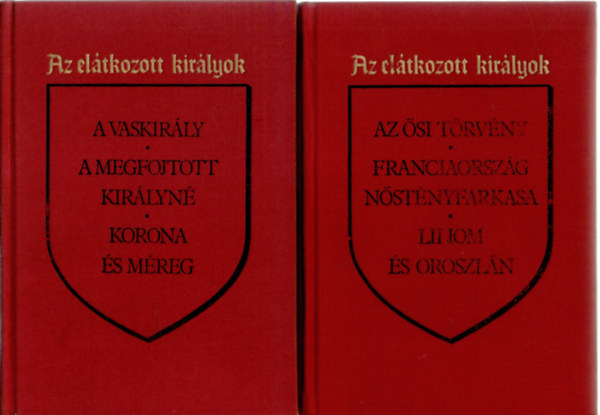 Az elátkozott királyok
A VASKIRÁLY
•
A MEGFOJTOTT
KIRÁLYNÉ
•
KORONA
ÉS MÉREG
Az elátkozott királyok
AZ ŐSI TÖRVÉNY
•
FRANCIAORSZÁG
NŐSTÉNYFARKASA
•
LILIOM
ÉS OROSZLÁN